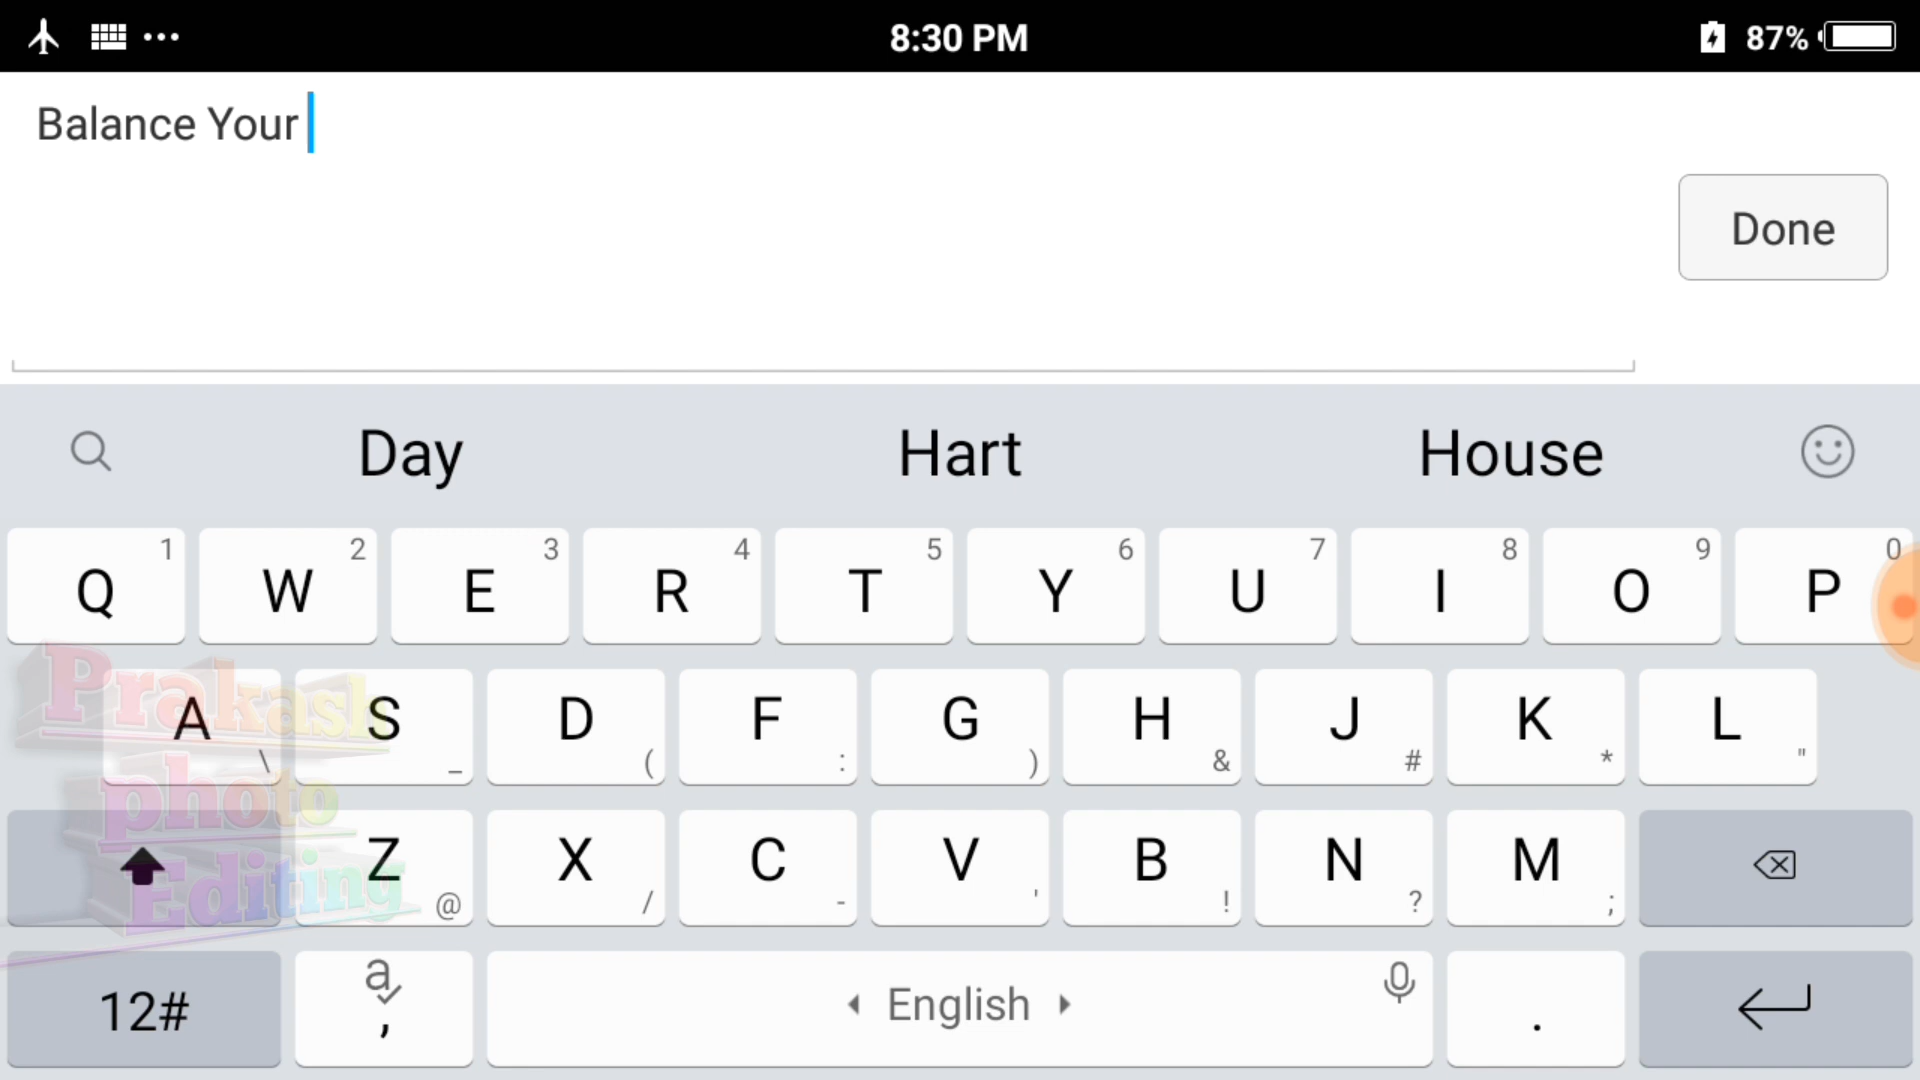 8:30 PM
87%
Balance Your
Done
Day Hart House
1 2 3 4 5 6 7 8 9 0
Q W E R T Y U I O P
Prakash
A S D F G H J K L
\ _ ( : ) & # * "
photo
Z X C V B N M
@ / - ' ! ? ;
Editing
12# a , English .